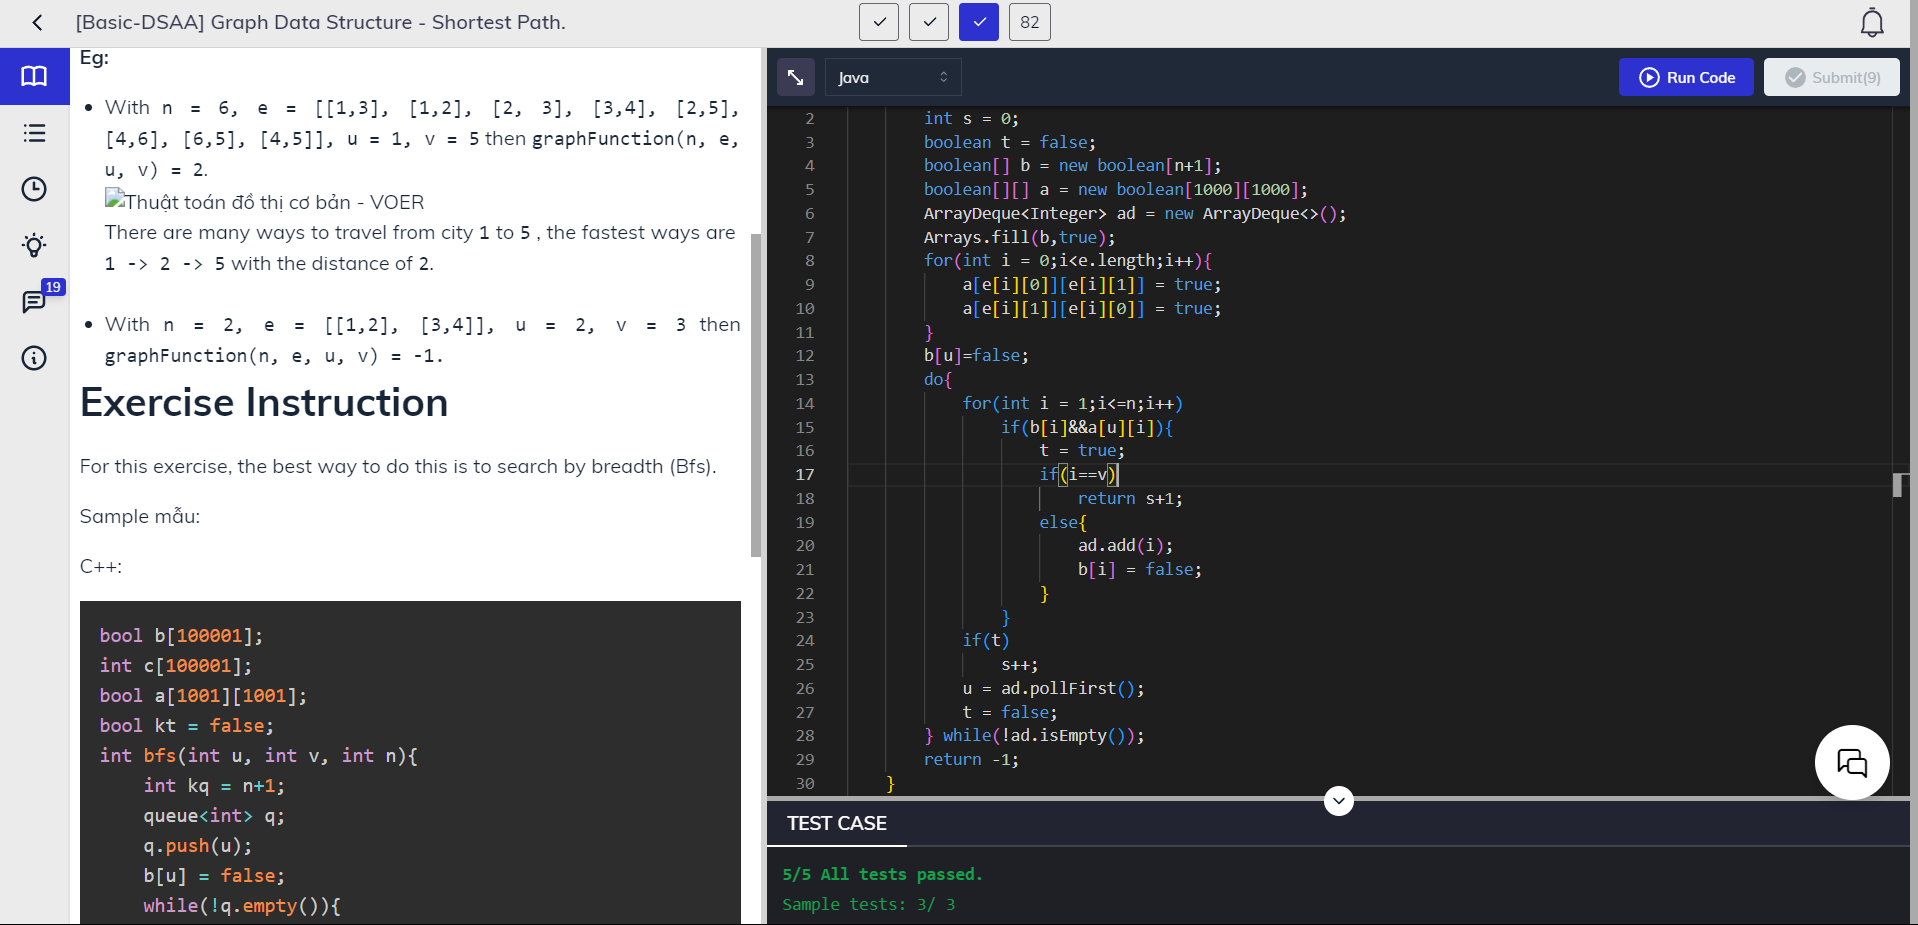 [Basic-DSAA] Graph Data Structure - Shortest Path.
82
Eg:
With n = 6, e = [[1,3], [1,2], [2, 3], [3,4], [2,5],
[4,6], [6,5], [4,5]], u = 1, v = 5 then graphFunction(n, e,
u, v) = 2.
Thuật toán đồ thị cơ bản - VOER
There are many ways to travel from city 1 to 5 , the fastest ways are
1 -> 2 -> 5 with the distance of 2.
With n = 2, e = [[1,2], [3,4]], u = 2, v = 3 then
graphFunction(n, e, u, v) = -1.
19
Exercise Instruction
For this exercise, the best way to do this is to search by breadth (Bfs).
Sample mẫu:
C++:
bool b[100001];
int c[100001];
bool a[1001][1001];
bool kt = false;
int bfs(int u, int v, int n){
int kq = n+1;
queue<int> q;
q.push(u);
b[u] = false;
while(!q.empty()){
Java
Run Code
Submit(9)
2 int s = 0;
3 boolean t = false;
4 boolean[] b = new boolean[n+1];
5 boolean[][] a = new boolean[1000][1000];
6 ArrayDeque<Integer> ad = new ArrayDeque<>();
7 Arrays.fill(b,true);
8 for(int i = 0;i<e.length;i++){
9 a[e[i][0]][e[i][1]] = true;
10 a[e[i][1]][e[i][0]] = true;
11 }
12 b[u]=false;
13 do{
14 for(int i = 1;i<=n;i++)
15 if(b[i]&&a[u][i]){
16 t = true;
17 if(i==v)
18 return s+1;
19 else{
20 ad.add(i);
21 b[i] = false;
22 }
23 }
24 if(t)
25 s++;
26 u = ad.pollFirst();
27 t = false;
28 } while(!ad.isEmpty());
29 return -1;
30 }
TEST CASE
5/5 All tests passed.
Sample tests: 3/ 3